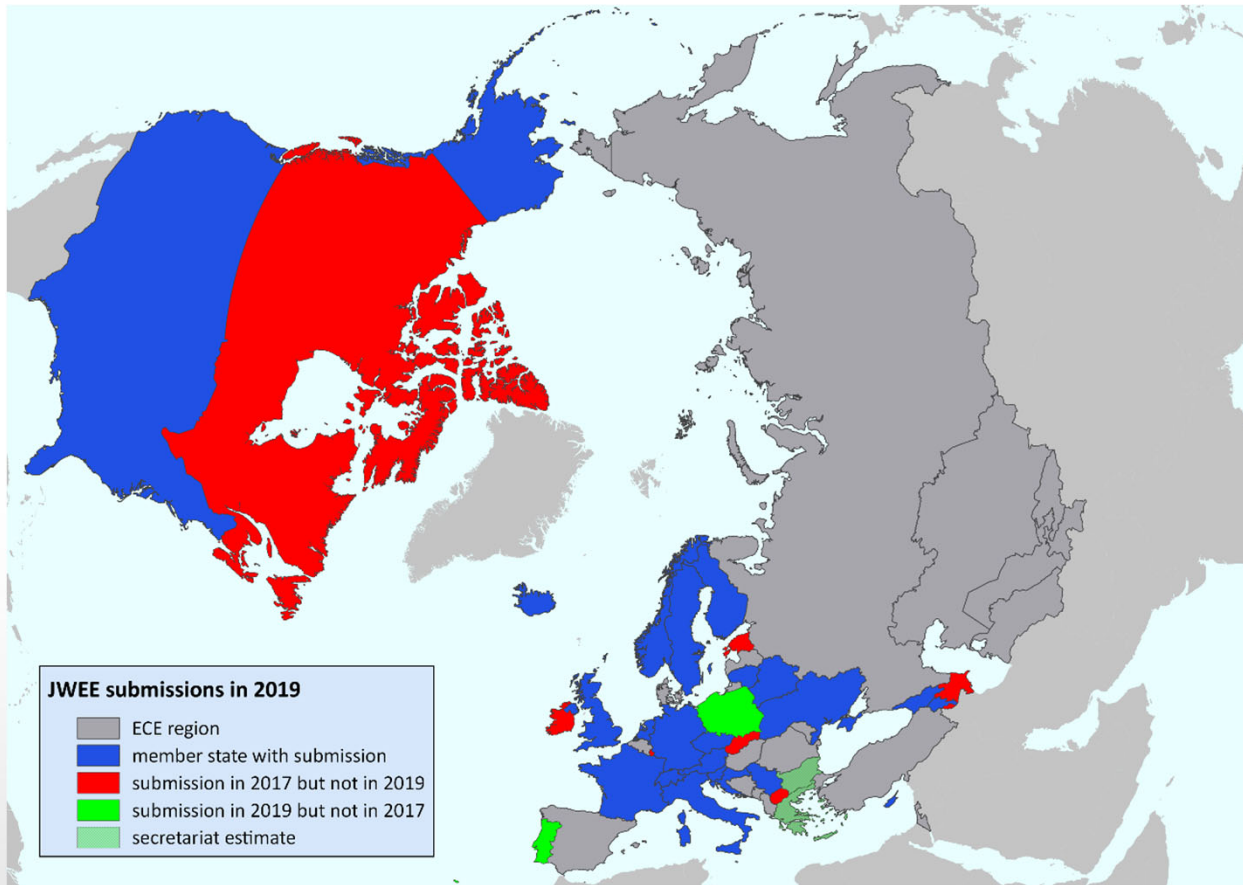 JWEE submissions in 2019
ECE region
member state with submission
submission in 2017 but not in 2019
submission in 2019 but not in 2017
secretariat estimate